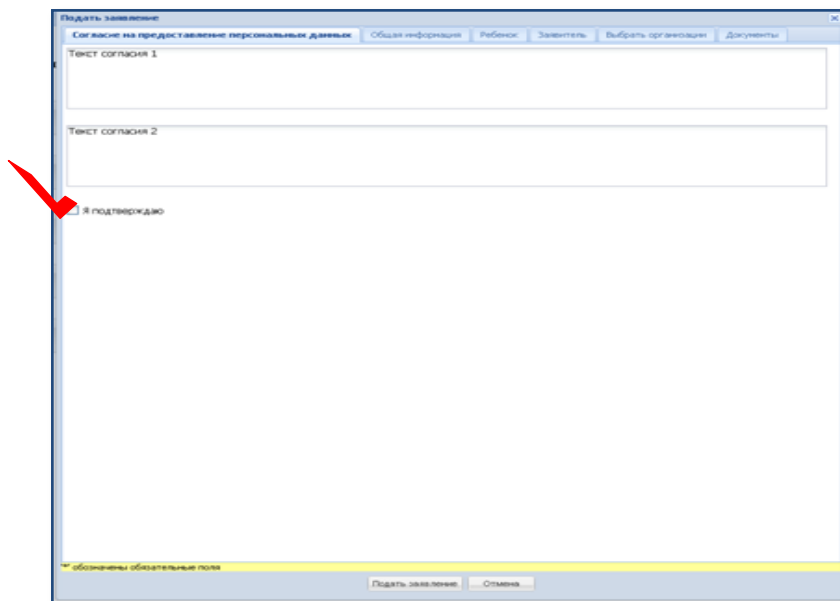 Подать заявление
Согласие на предоставление персональных данных Общая информация Ребенок Заявитель Выбрать организации Документы
Текст согласия 1
Текст согласия 2
Я подтверждаю
"*" обозначены обязательные поля
Подать заявление Отмена